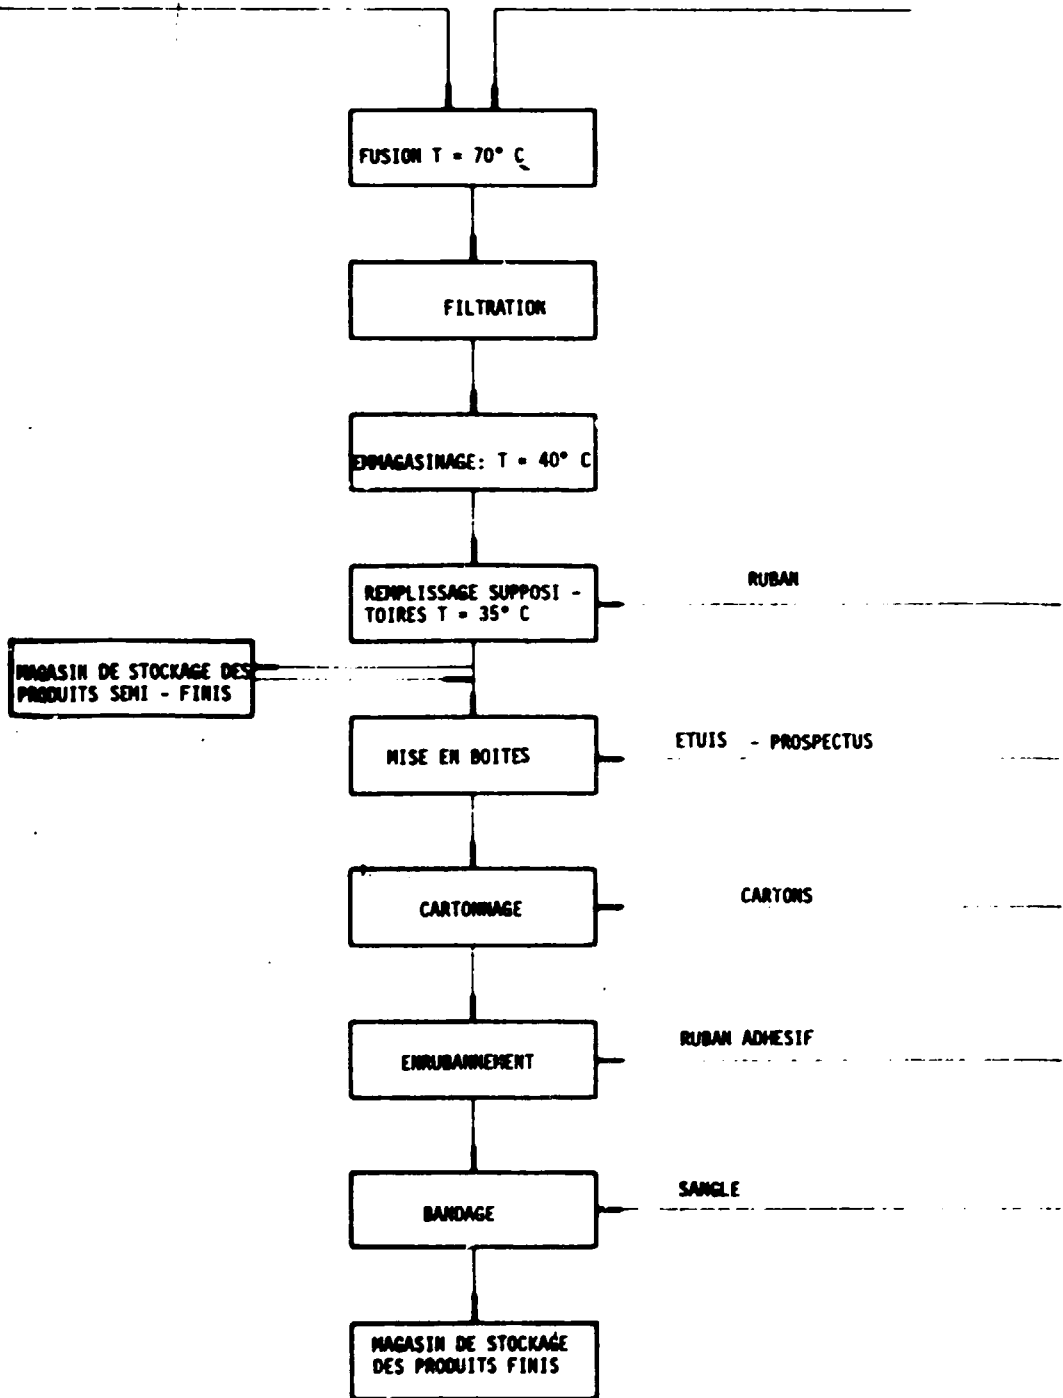 FUSION T = 70° C
FILTRATION
EMMAGASINAGE: T = 40° C
REMPLISSAGE SUPPOSI -
TOIRES T = 35° C
RUBAN
MAGASIN DE STOCKAGE DES
PRODUITS SEMI - FINIS
MISE EN BOITES
ETUIS - PROSPECTUS
CARTONNAGE
CARTONS
ENRUBANNEMENT
RUBAN ADHESIF
BANDAGE
SANGLE
MAGASIN DE STOCKAGE
DES PRODUITS FINIS